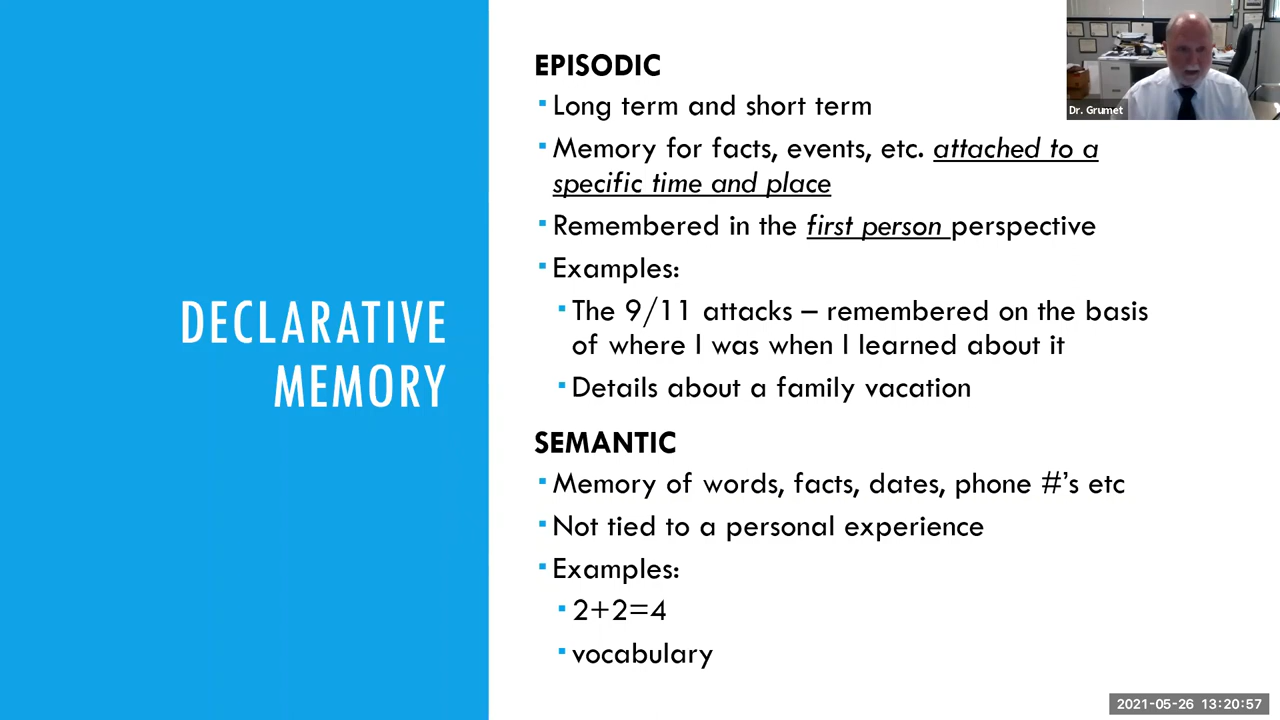 DECLARATIVE
MEMORY
EPISODIC
▪Long term and short term
▪Memory for facts, events, etc. attached to a
specific time and place
▪Remembered in the first person perspective
▪Examples:
▪The 9/11 attacks – remembered on the basis
of where I was when I learned about it
▪Details about a family vacation
SEMANTIC
▪Memory of words, facts, dates, phone #’s etc
▪Not tied to a personal experience
▪Examples:
▪2+2=4
▪vocabulary
Dr. Grumet
2021-05-26 13:20:57